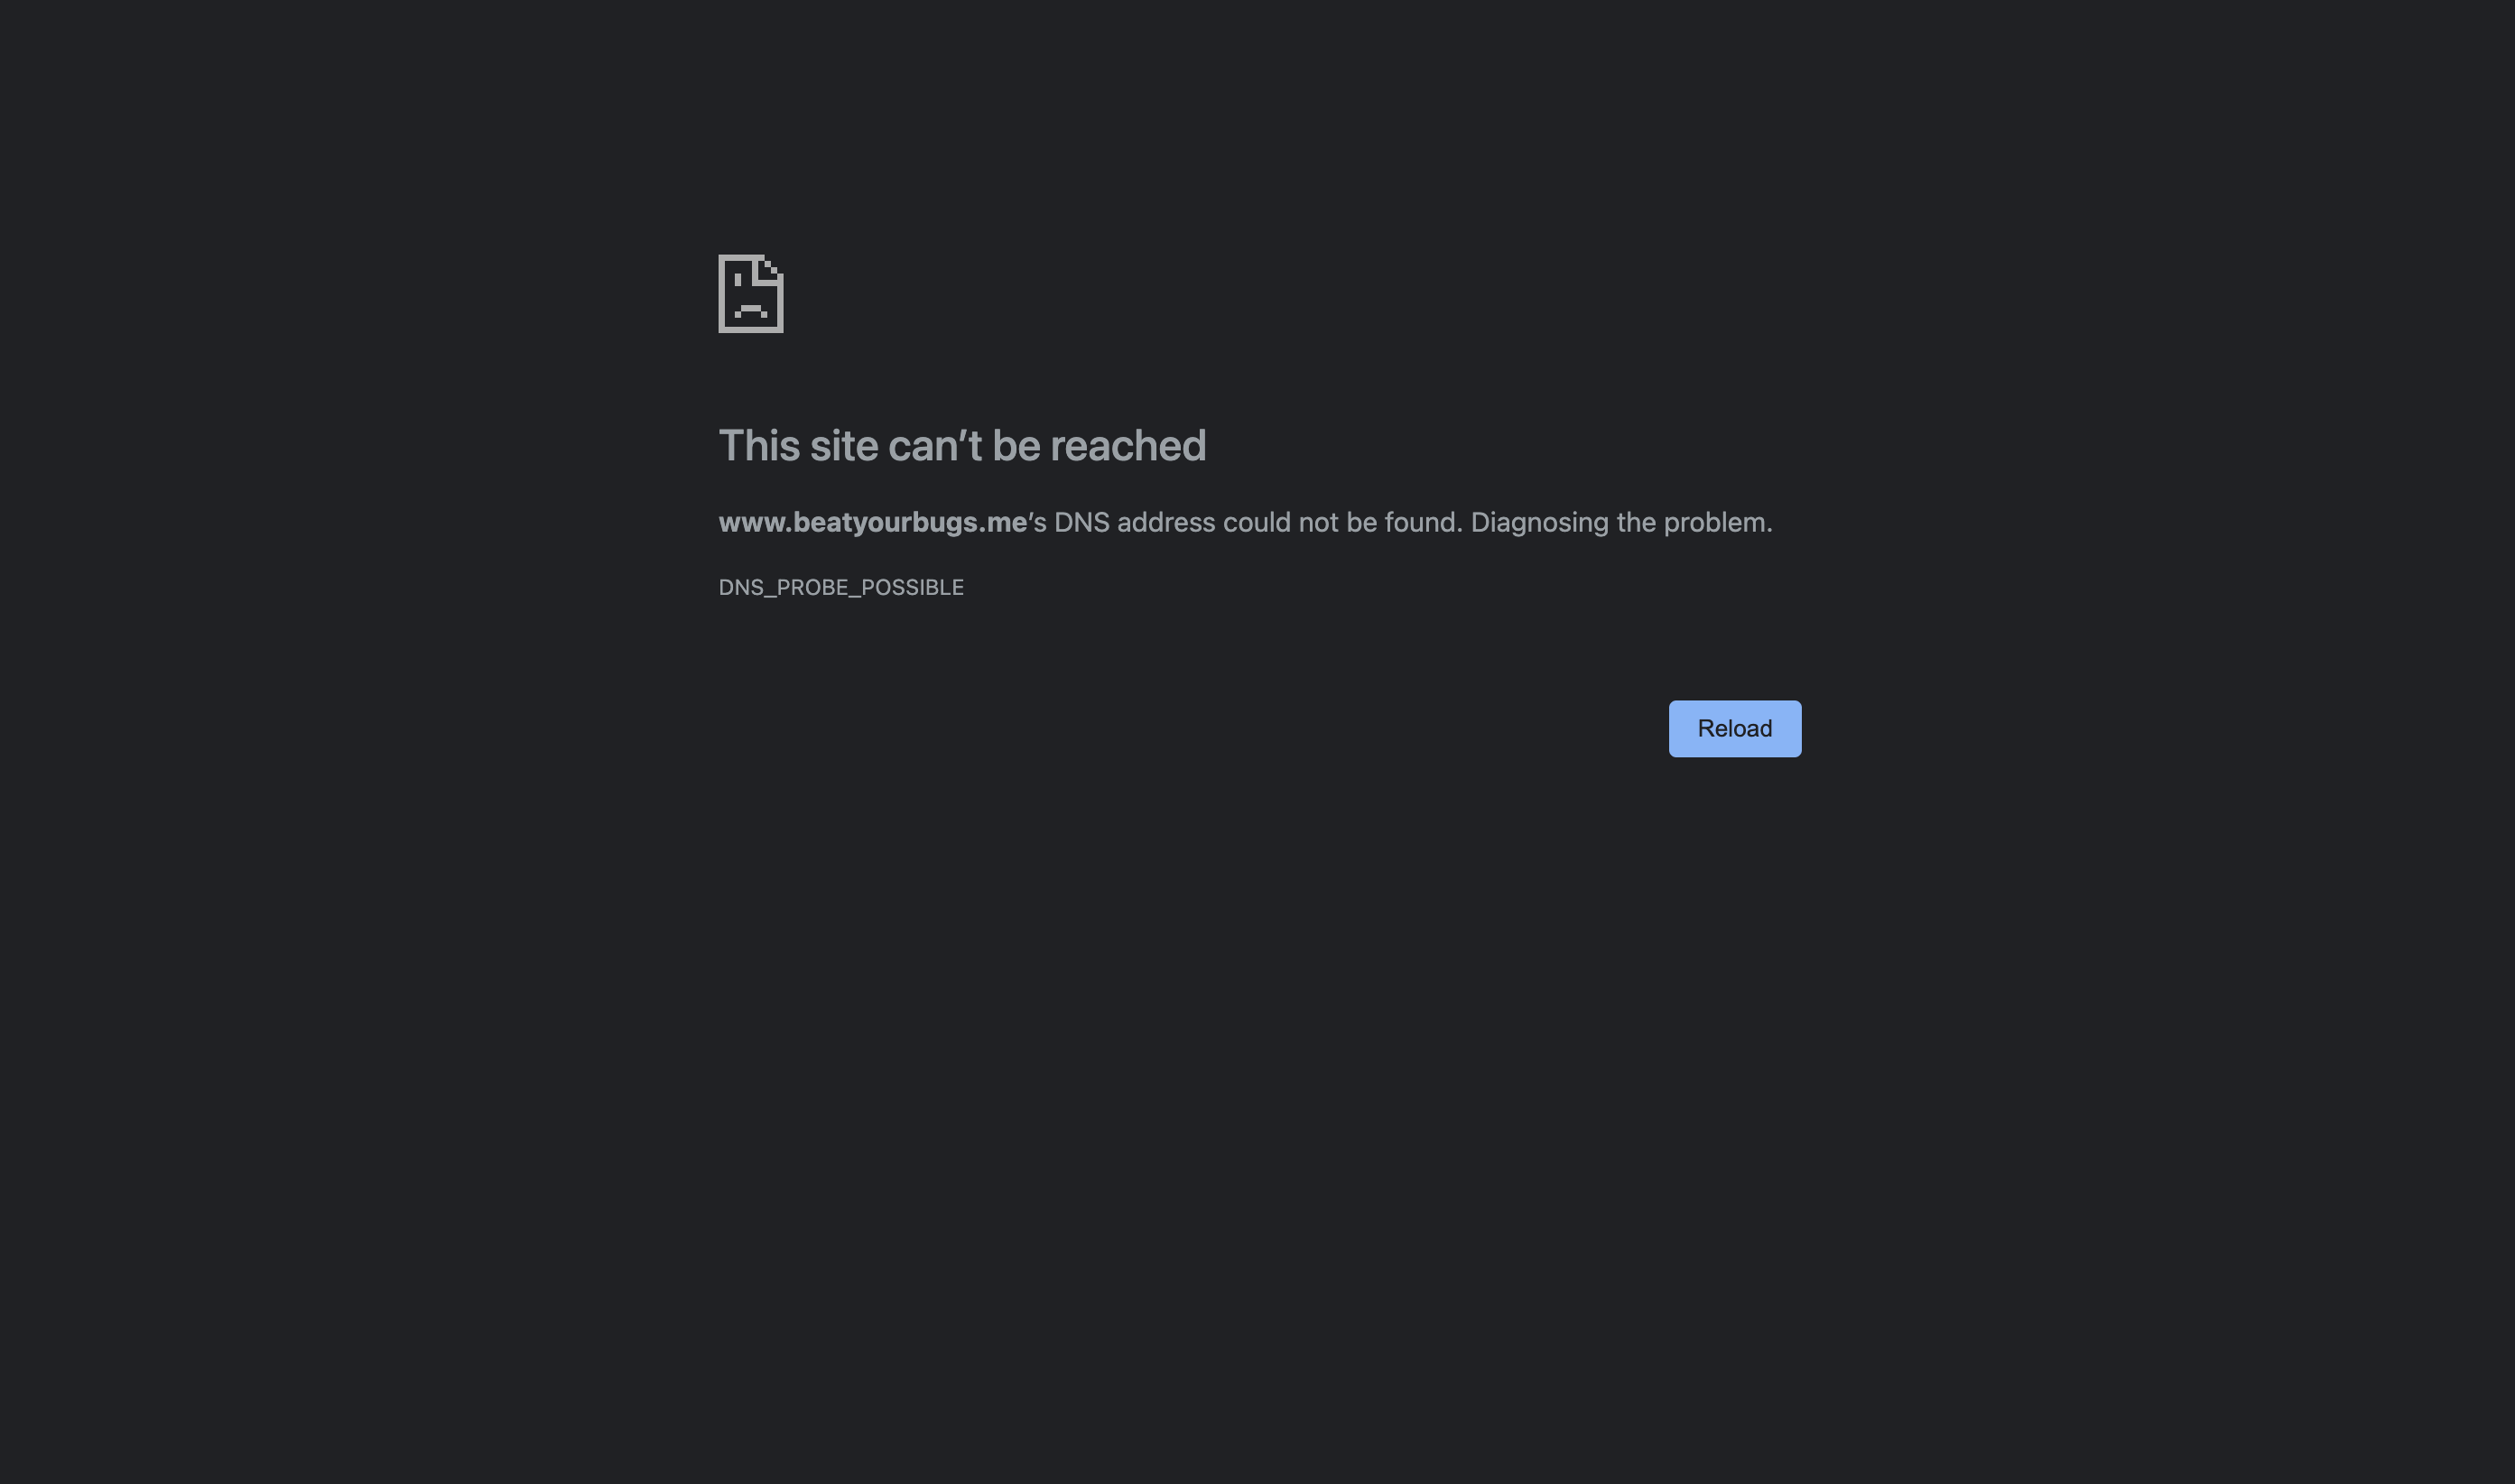 This site can’t be reached
www.beatyourbugs.me’s DNS address could not be found. Diagnosing the problem.
DNS_PROBE_POSSIBLE
Reload